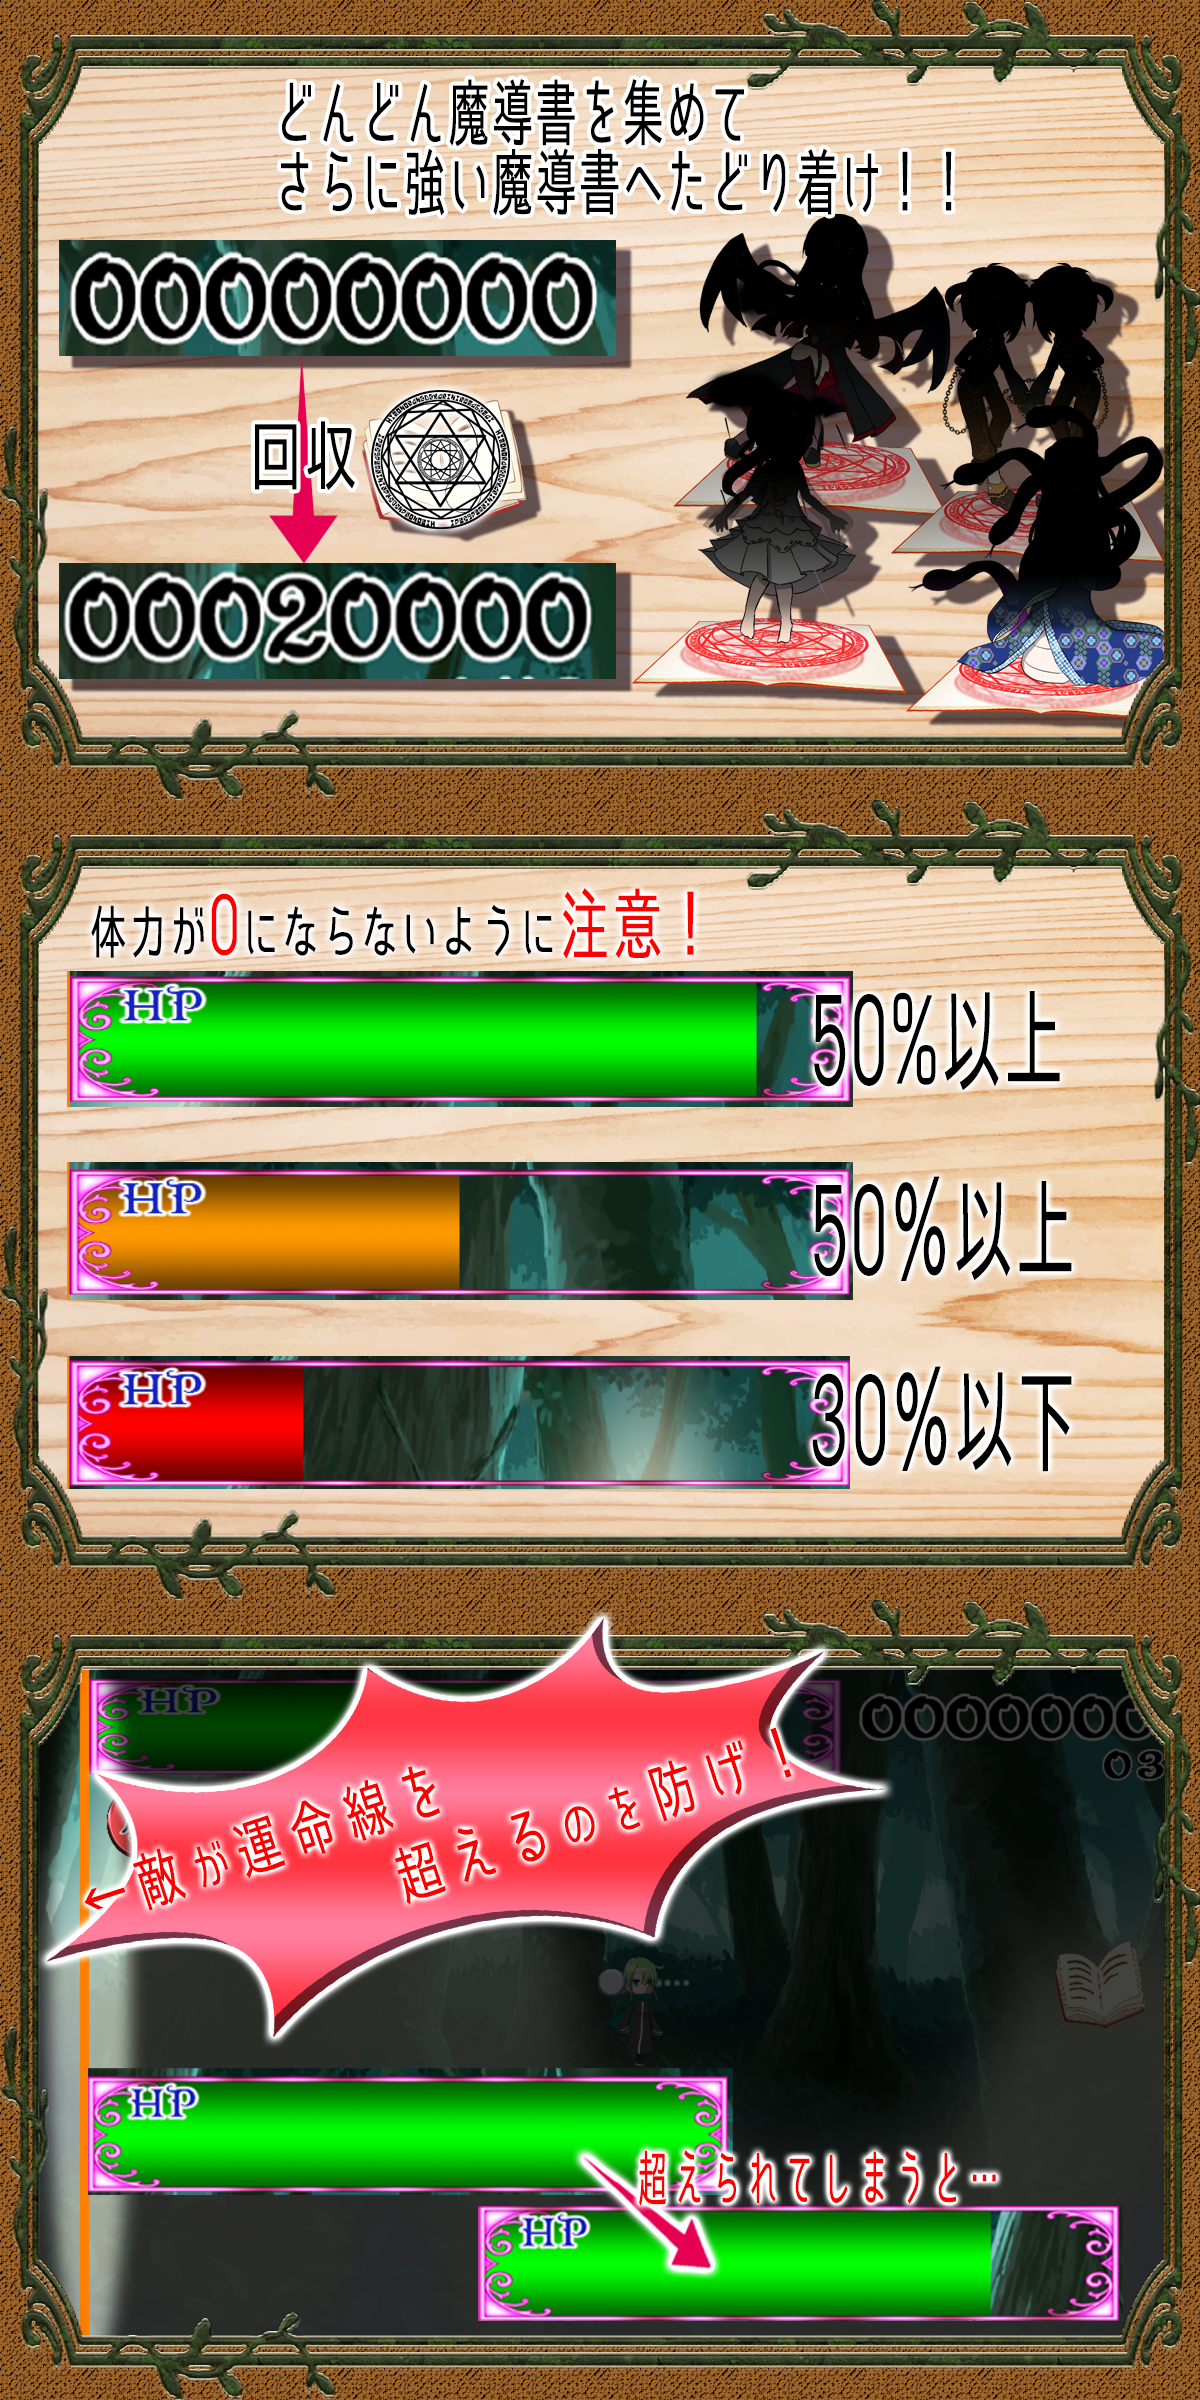 どんどん魔導書を集めて
さらに強い魔導書へたどり着け！！
00000000
回収
00020000
体力が0にならないように注意！
HP
50%以上
HP
50%以上
HP
30%以下
HP
0000000
03
敵が運命線を
超えるのを防げ！
←
HP
超えられてしまうと…
HP